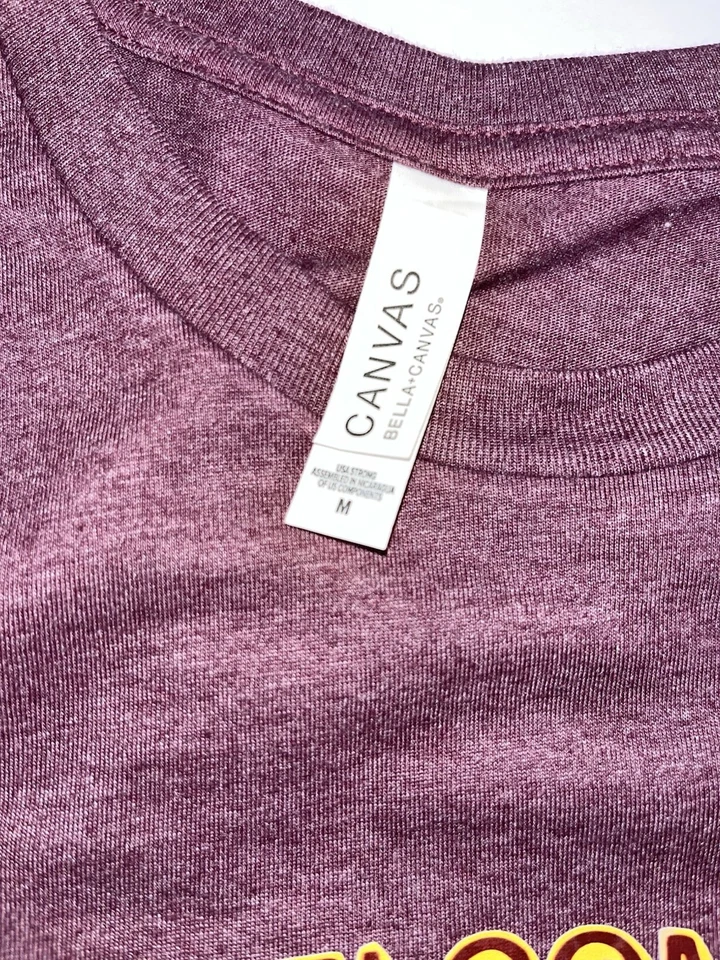 CANVAS
BELLA+CANVAS®
USA STRONG
ASSEMBLED IN NICARAGUA
OF US COMPONENTS
M